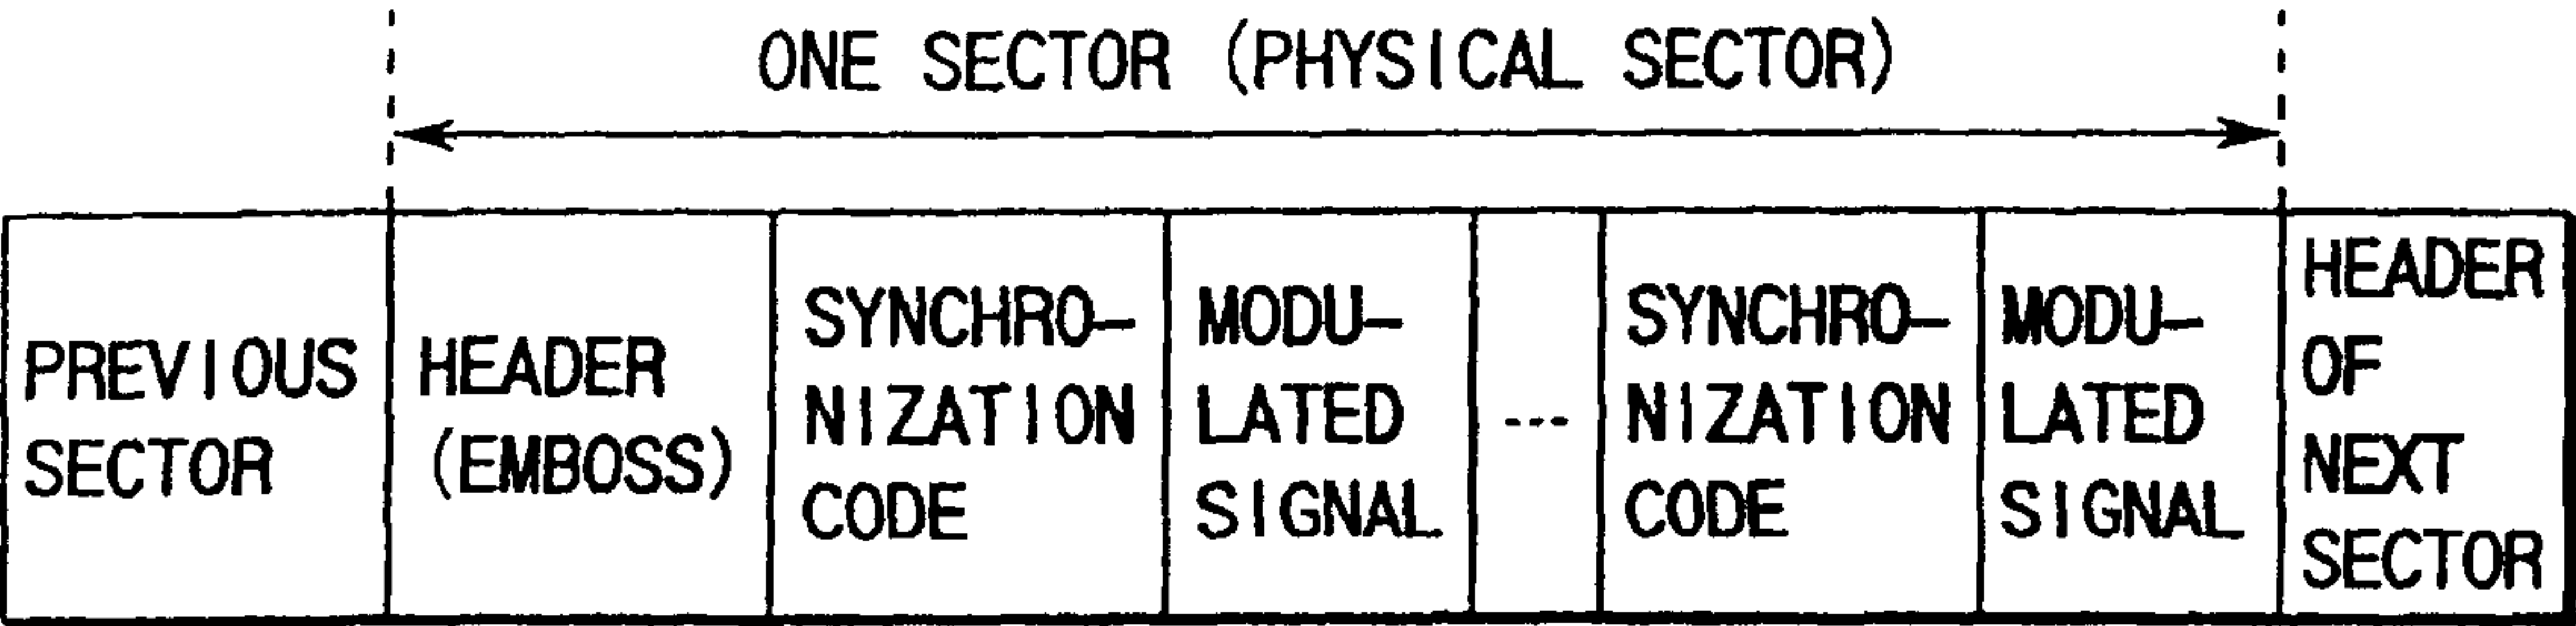 ONE SECTOR (PHYSICAL SECTOR)
PREVIOUS
SECTOR
HEADER
(EMBOSS)
SYNCHRO-
NIZATION
CODE
MODU-
LATED
SIGNAL
---
SYNCHRO-
NIZATION
CODE
MODU-
LATED
SIGNAL
HEADER
OF
NEXT
SECTOR